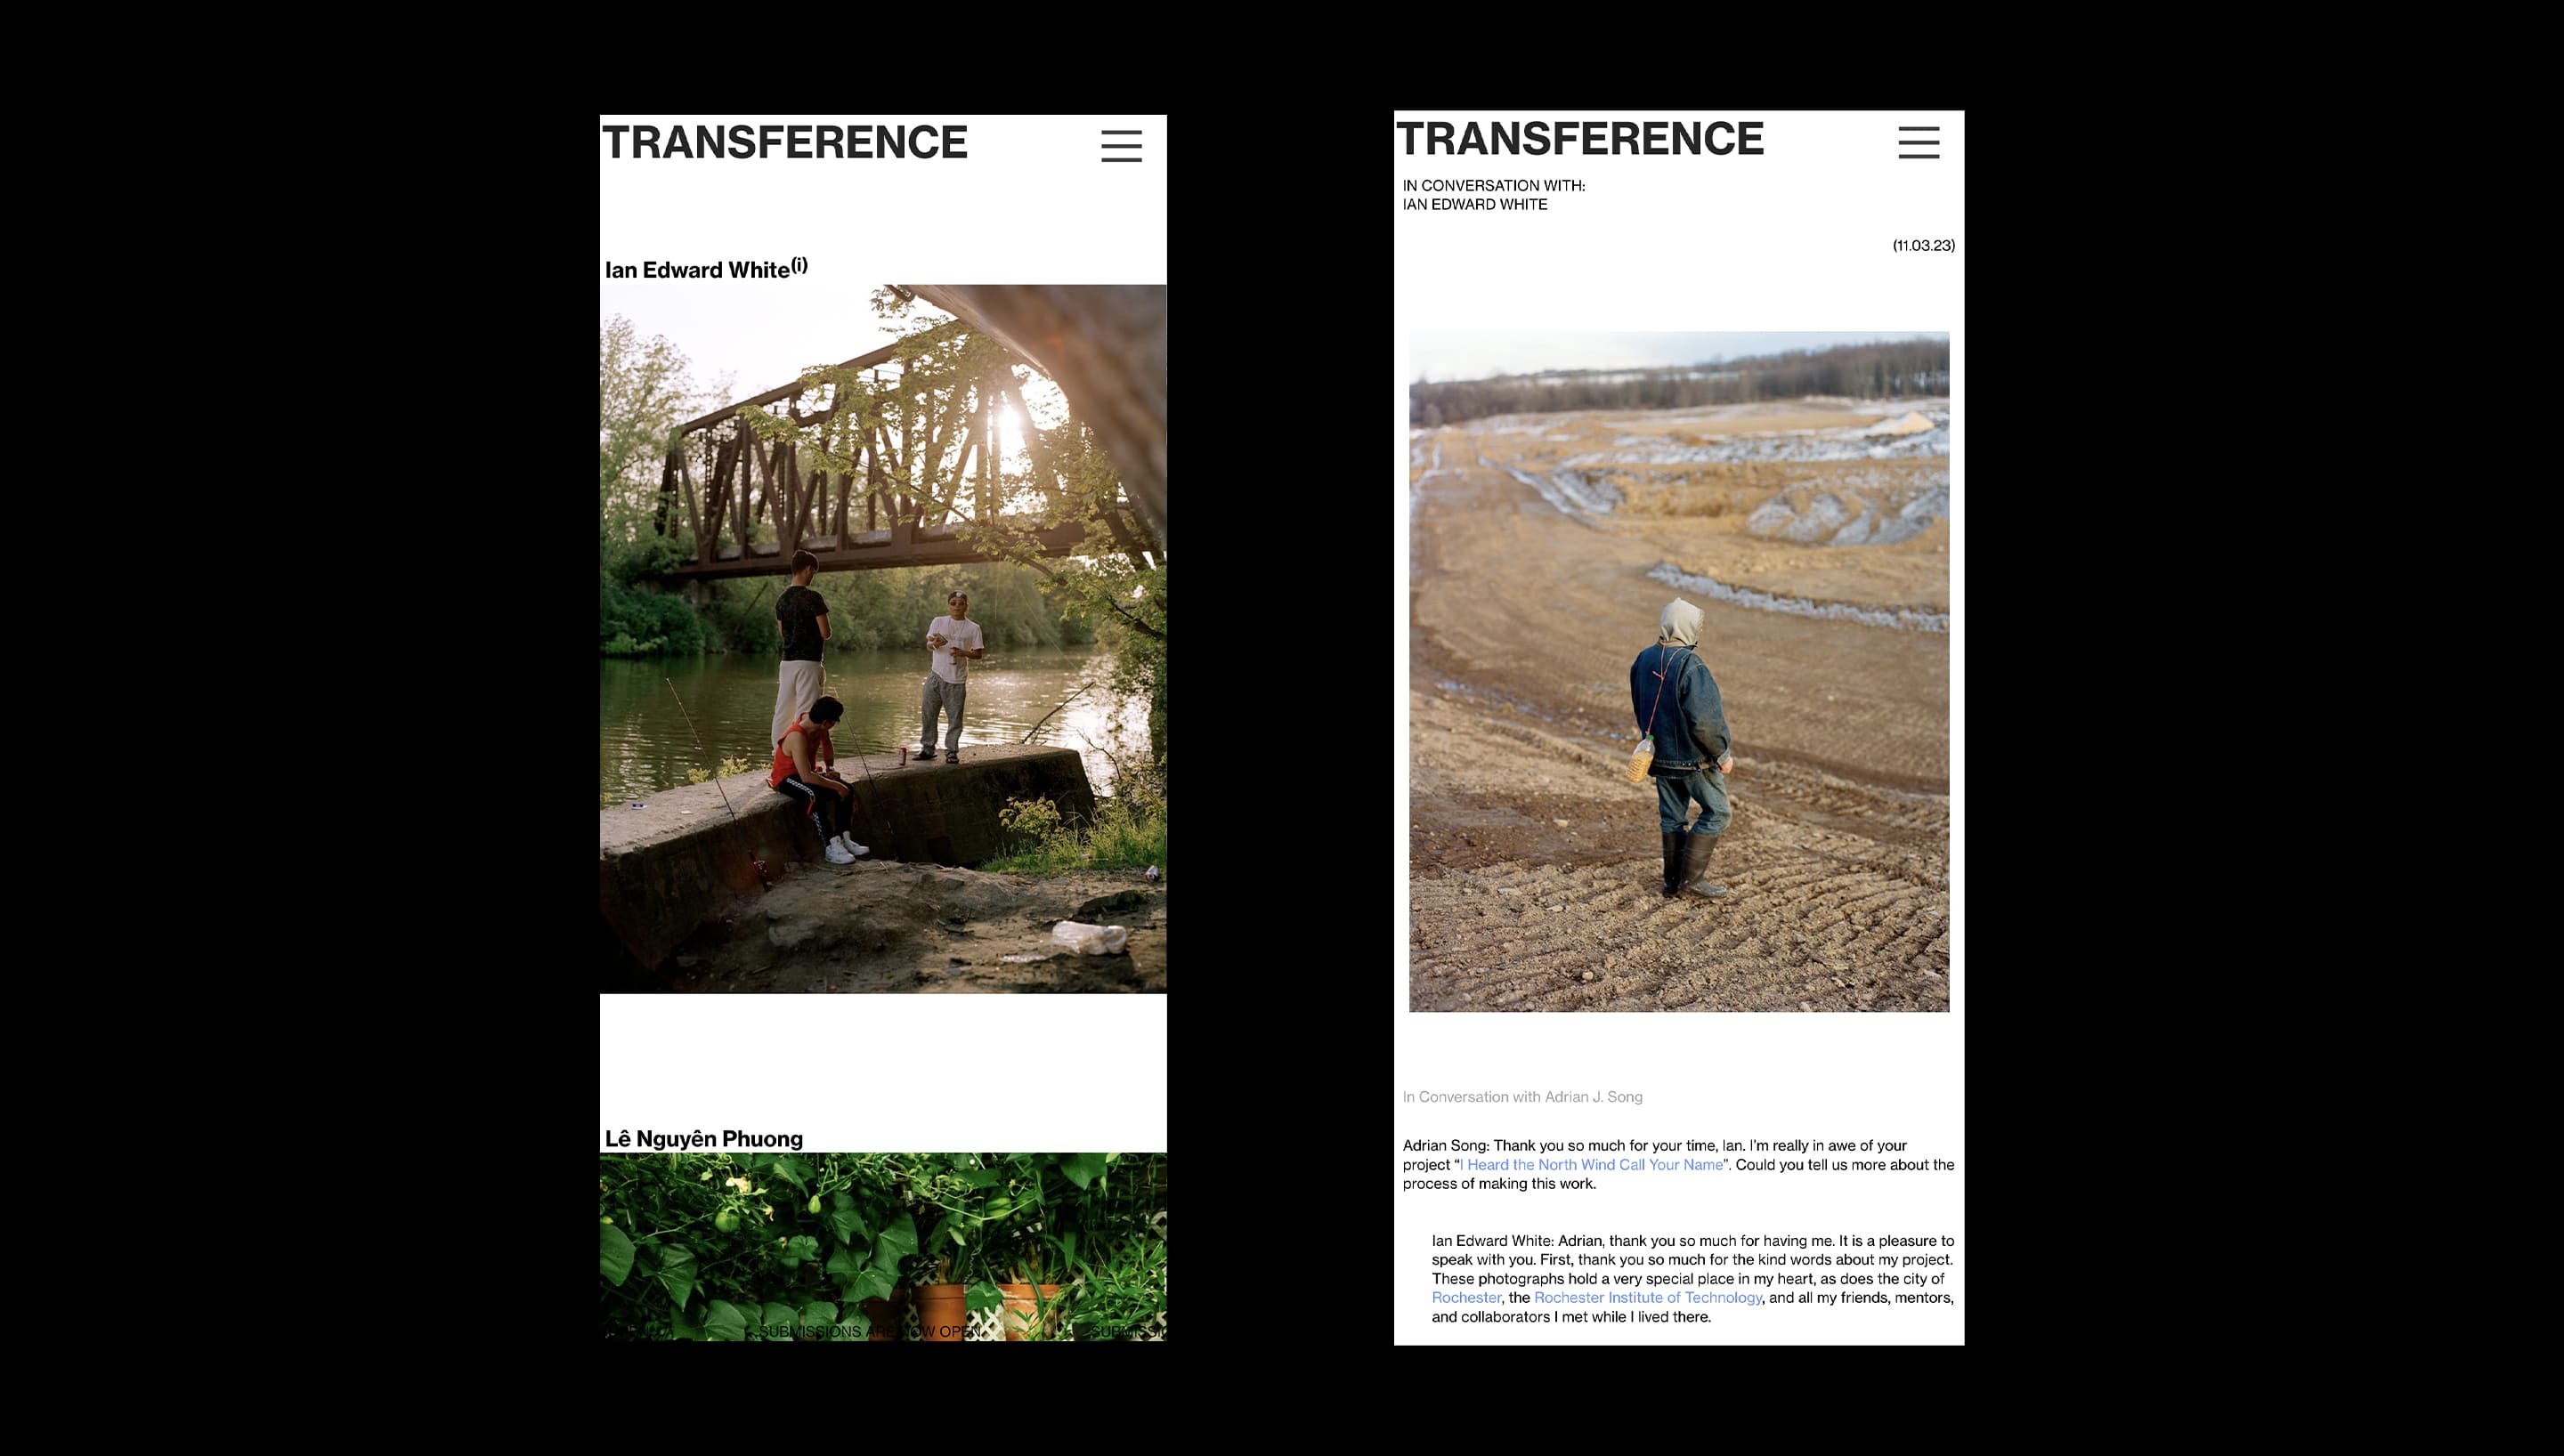 TRANSFERENCE
Ian Edward White(i)
Lê Nguyên Phuong
SUBMISSIONS ARE NOW OPEN
TRANSFERENCE
IN CONVERSATION WITH:
IAN EDWARD WHITE
(11.03.23)
In Conversation with Adrian J. Song
Adrian Song: Thank you so much for your time, Ian. I'm really in awe of your
project “I Heard the North Wind Call Your Name”. Could you tell us more about the
process of making this work.
Ian Edward White: Adrian, thank you so much for having me. It is a pleasure to
speak with you. First, thank you so much for the kind words about my project.
These photographs hold a very special place in my heart, as does the city of
Rochester, the Rochester Institute of Technology, and all my friends, mentors,
and collaborators I met while I lived there.